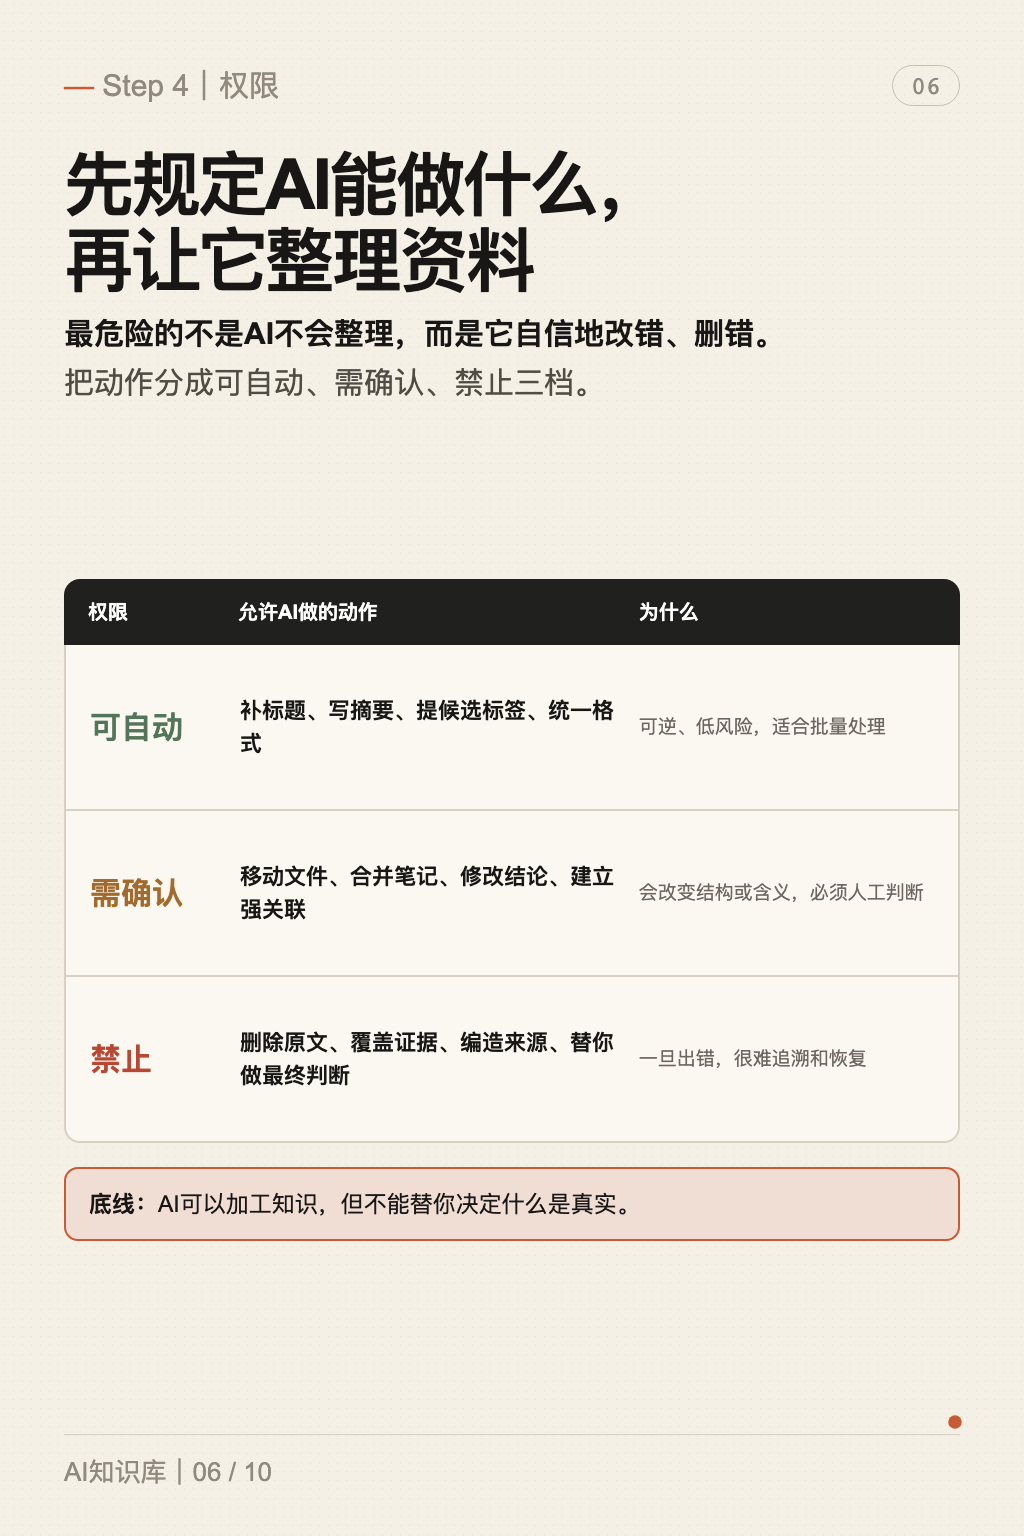 — Step 4｜权限
06
先规定AI能做什么，
再让它整理资料
最危险的不是AI不会整理，而是它自信地改错、删错。
把动作分成可自动、需确认、禁止三档。
权限 允许AI做的动作 为什么
可自动
补标题、写摘要、提候选标签、统一格
式
可逆、低风险，适合批量处理
需确认
移动文件、合并笔记、修改结论、建立
强关联
会改变结构或含义，必须人工判断
禁止
删除原文、覆盖证据、编造来源、替你
做最终判断
一旦出错，很难追溯和恢复
底线：AI可以加工知识，但不能替你决定什么是真实。
AI知识库｜06 / 10